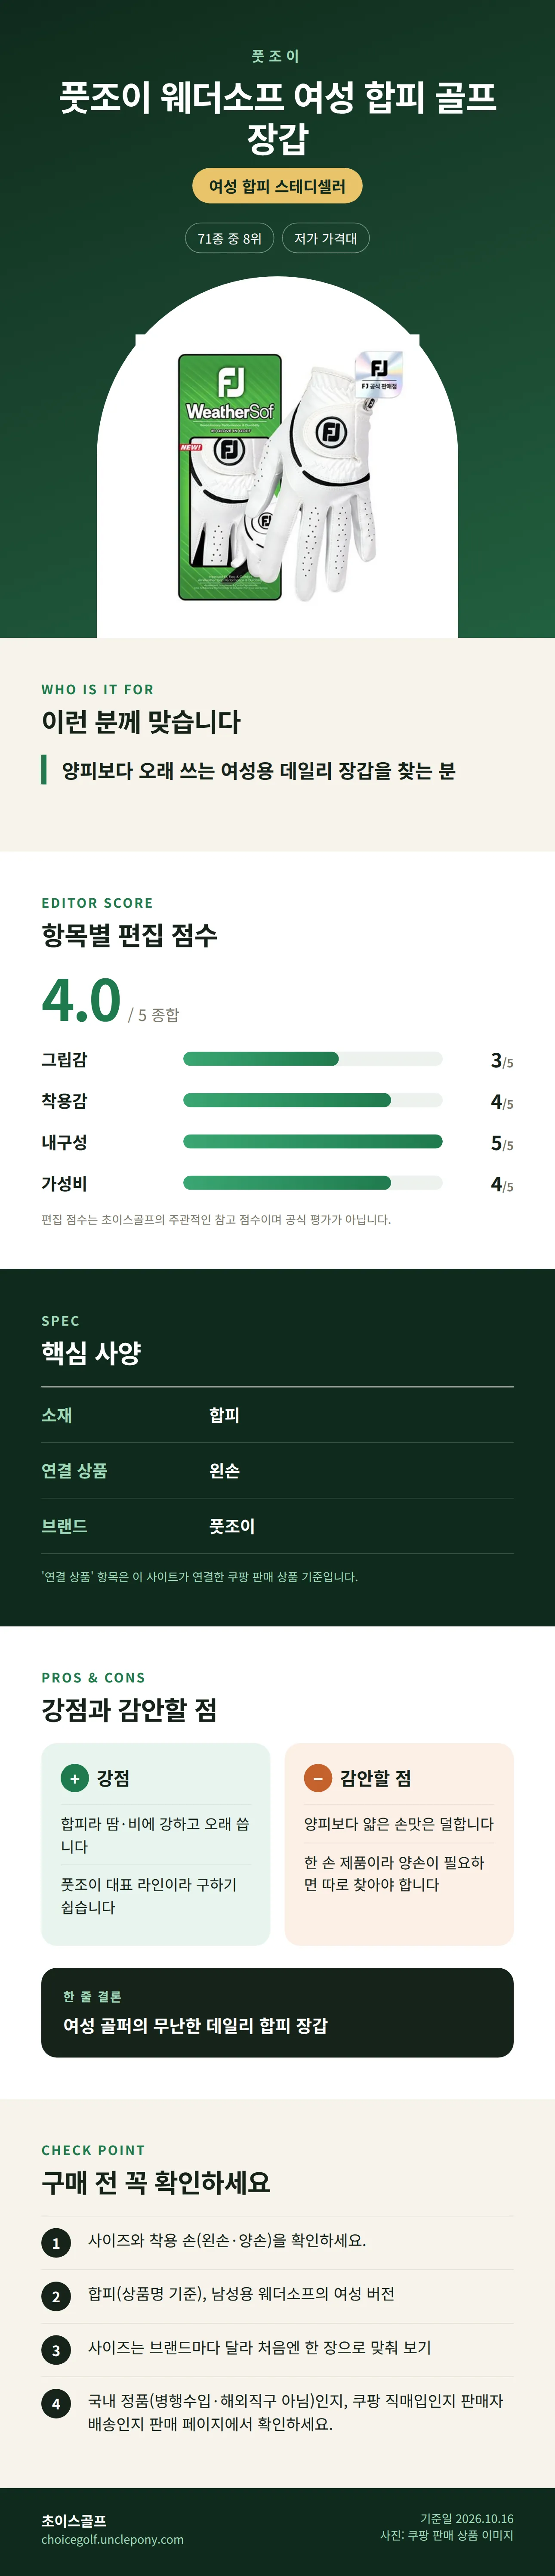 풋조이
풋조이 웨더소프 여성 합피 골프
장갑
여성 합피 스테디셀러
71종 중 8위
저가 가격대
FJ
WeatherSof
NEW!
FJ
FJ 공식 판매점
FJ
FJ
WHO IS IT FOR
이런 분께 맞습니다
양피보다 오래 쓰는 여성용 데일리 장갑을 찾는 분
EDITOR SCORE
항목별 편집 점수
4.0 / 5 종합
그립감 3/5
착용감 4/5
내구성 5/5
가성비 4/5
편집 점수는 초이스골프의 주관적인 참고 점수이며 공식 평가가 아닙니다.
SPEC
핵심 사양
소재 합피
연결 상품 왼손
브랜드 풋조이
'연결 상품' 항목은 이 사이트가 연결한 쿠팡 판매 상품 기준입니다.
PROS & CONS
강점과 감안할 점
+ 강점
합피라 땀·비에 강하고 오래 씁
니다
풋조이 대표 라인이라 구하기
쉽습니다
− 감안할 점
양피보다 얇은 손맛은 덜합니다
한 손 제품이라 양손이 필요하
면 따로 찾아야 합니다
한 줄 결론
여성 골퍼의 무난한 데일리 합피 장갑
CHECK POINT
구매 전 꼭 확인하세요
1 사이즈와 착용 손(왼손·양손)을 확인하세요.
2 합피(상품명 기준), 남성용 웨더소프의 여성 버전
3 사이즈는 브랜드마다 달라 처음엔 한 장으로 맞춰 보기
4 국내 정품(병행수입·해외직구 아님)인지, 쿠팡 직매입인지 판매자
배송인지 판매 페이지에서 확인하세요.
초이스골프
choicegolf.unclepony.com
기준일 2026.10.16
사진: 쿠팡 판매 상품 이미지